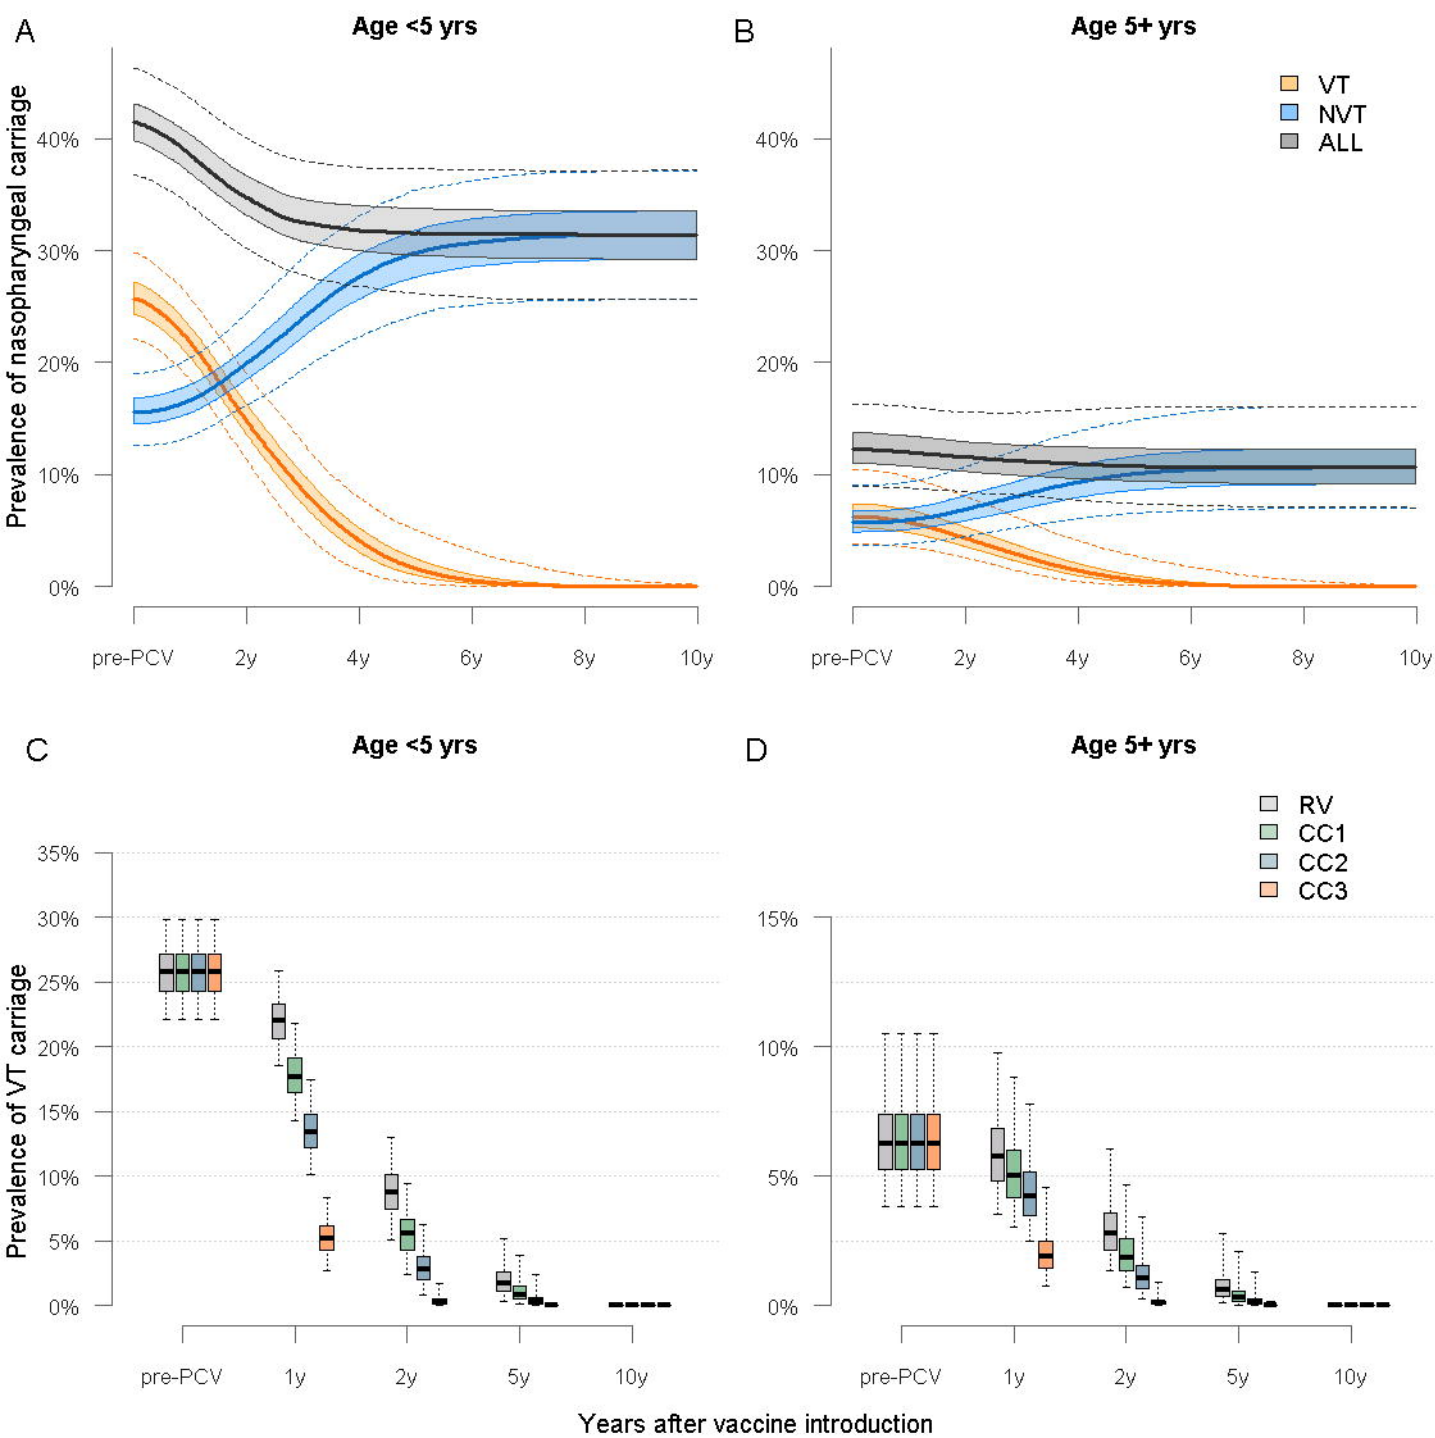 A
Age <5 yrs
Prevalence of nasopharyngeal carriage
40%
30%
20%
10%
0%
pre-PCV 2y 4y 6y 8y 10y
B
Age 5+ yrs
VT
NVT
ALL
40%
30%
20%
10%
0%
pre-PCV 2y 4y 6y 8y 10y
C
Age <5 yrs
Prevalence of VT carriage
35%
30%
25%
20%
15%
10%
5%
0%
pre-PCV 1y 2y 5y 10y
D
Age 5+ yrs
RV
CC1
CC2
CC3
15%
10%
5%
0%
pre-PCV 1y 2y 5y 10y
Years after vaccine introduction